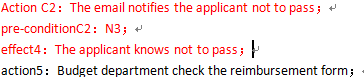 Action C2：The email notifies the applicant not to pass；
pre-conditionC2：N3；
effect4：The applicant knows not to pass；
action5：Budget department check the reimbursement form；